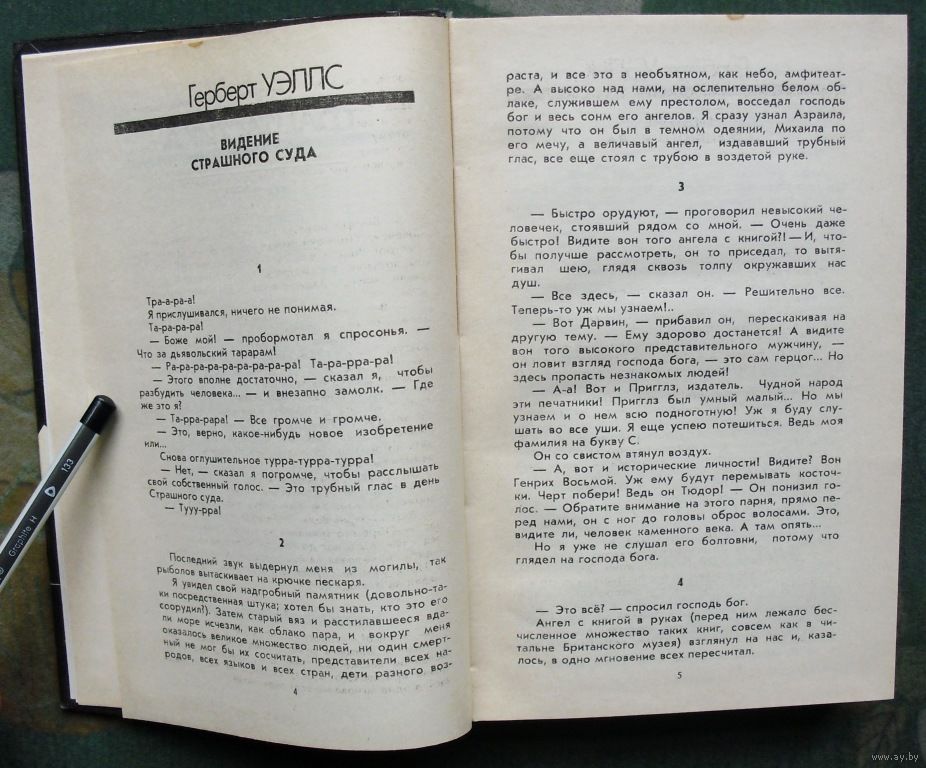 Герберт УЭЛЛС
ВИДЕНИЕ
СТРАШНОГО СУДА
1
Тра-а-ра-а!
Я прислушивался, ничего не понимая.
Та-ра-ра-ра!
— Боже мой! — пробормотал я спросонья. —
Что за дьявольский тарарам!
— Ра-ра-ра-ра-ра-ра-ра-ра! Та-ра-рра-ра!
— Этого вполне достаточно, — сказал я, чтобы
разбудить человека... — и внезапно замолк. — Где
же это я?
— Та-рра-рара! — Все громче и громче.
— Это, верно, какое-нибудь новое изобретение
или...
Снова оглушительное турра-турра-турра!
— Нет, — сказал я погромче, чтобы расслышать
свой собственный голос. — Это трубный глас в день
Страшного суда.
— Тууу-рра!
2
Последний звук выдернул меня из могилы, так
рыболов вытаскивает на крючке пескаря.
Я увидел свой надгробный памятник (довольно-та-
ки посредственная штука; хотел бы знать, кто это его
соорудил?). Затем старый вяз и расстилавшееся вда-
ли море исчезли, как облако пара, и вокруг меня
оказалось великое множество людей, ни один смерт-
ный не мог бы их сосчитать, представители всех на-
родов, всех языков и всех стран, дети разного воз-
4
раста, и все это в необъятном, как небо, амфитеат-
ре. А высоко над нами, на ослепительно белом об-
лаке, служившем ему престолом, восседал господь
бог и весь сонм его ангелов. Я сразу узнал Азраила,
потому что он был в темном одеянии, Михаила по
его мечу, а величавый ангел, издававший трубный
глас, все еще стоял с трубою в воздетой руке.
3
— Быстро орудуют, — проговорил невысокий че-
ловечек, стоявший рядом со мной. — Очень даже
быстро! Видите вон того ангела с книгой?! — И, что-
бы получше рассмотреть, он то приседал, то вытя-
гивал шею, глядя сквозь толпу окружавших нас
душ.
— Все здесь, — сказал он. — Решительно все.
Теперь-то уж мы узнаем!..
— Вот Дарвин, — прибавил он, перескакивая на
другую тему. — Ему здорово достанется! А видите
вон того высокого представительного мужчину, —
он ловит взгляд господа бога, — это сам герцог... Но
здесь пропасть незнакомых людей!
— А-а! Вот и Пригглз, издатель. Чудной народ
эти печатники! Пригглз был умный малый... Но мы
узнаем и о нем всю подноготную! Уж я буду слу-
шать во все уши. Я еще успею потешиться. Ведь моя
фамилия на букву С.
Он со свистом втянул воздух.
— А, вот и исторические личности! Видите? Вон
Генрих Восьмой. Уж ему будут перемывать косточ-
ки. Черт побери! Ведь он Тюдор! — Он понизил го-
лос. — Обратите внимание на этого парня, прямо пе-
ред нами, он с ног до головы оброс волосами. Это,
видите ли, человек каменного века. А там опять...
Но я уже не слушал его болтовни, потому что
глядел на господа бога.
4
— Это всё? — спросил господь бог.
Ангел с книгой в руках (перед ним лежало бес-
численное множество таких книг, совсем как в чи-
тальне Британского музея) взглянул на нас и, каза-
лось, в одно мгновение всех пересчитал.
5
Graphite H 133
www.ay.by